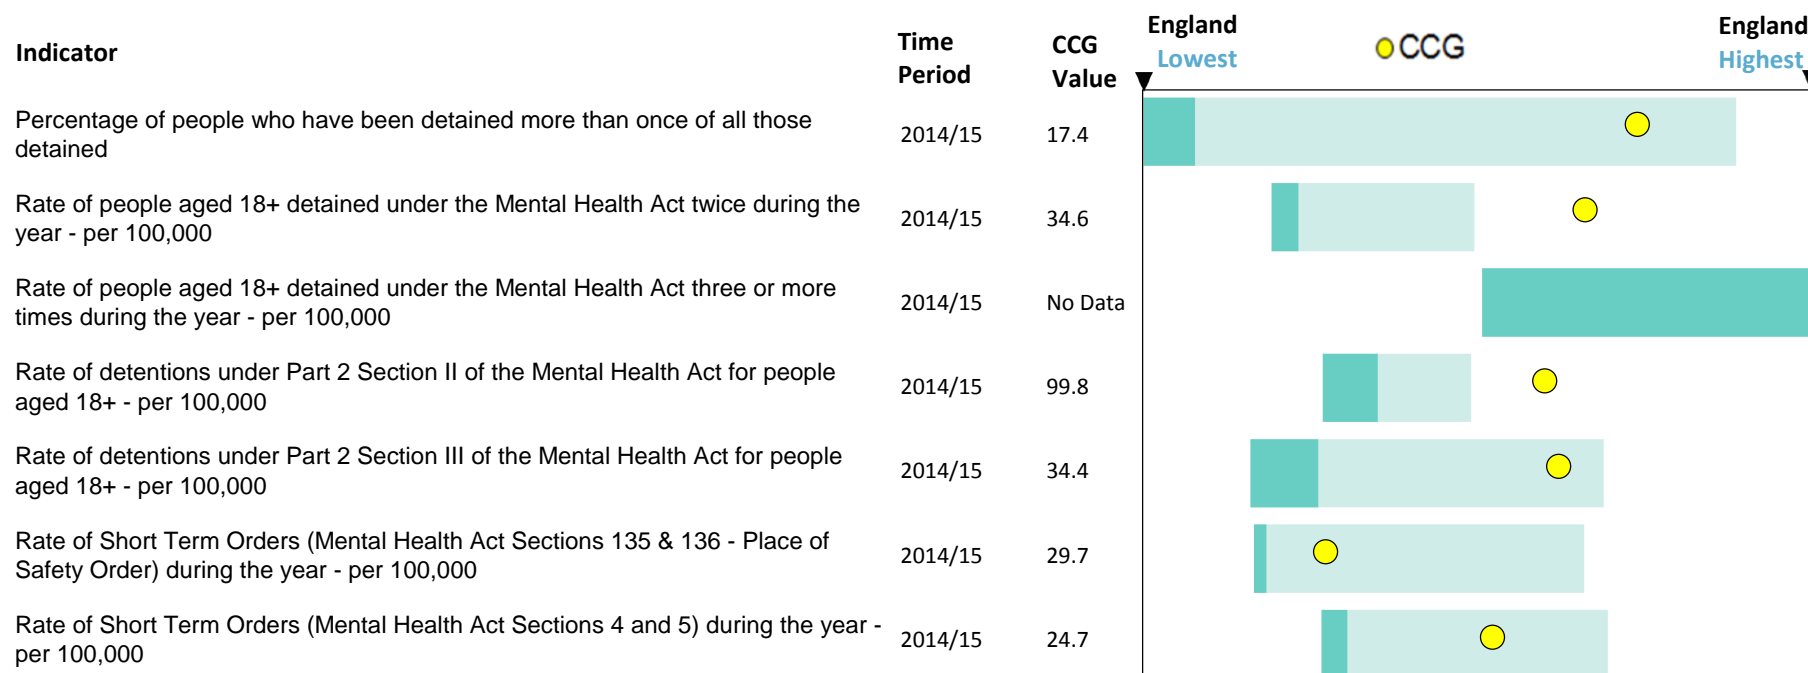 Indicator
Time
Period
CCG
Value
England
Lowest
CCG
England
Highest
Percentage of people who have been detained more than once of all those
detained
2014/15
17.4
Rate of people aged 18+ detained under the Mental Health Act twice during the
year - per 100,000
2014/15
34.6
Rate of people aged 18+ detained under the Mental Health Act three or more
times during the year - per 100,000
2014/15
No Data
Rate of detentions under Part 2 Section II of the Mental Health Act for people
aged 18+ - per 100,000
2014/15
99.8
Rate of detentions under Part 2 Section III of the Mental Health Act for people
aged 18+ - per 100,000
2014/15
34.4
Rate of Short Term Orders (Mental Health Act Sections 135 & 136 - Place of
Safety Order) during the year - per 100,000
2014/15
29.7
Rate of Short Term Orders (Mental Health Act Sections 4 and 5) during the year -
per 100,000
2014/15
24.7